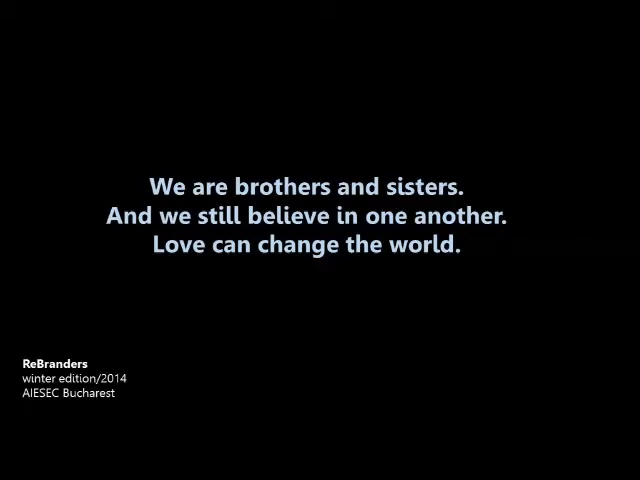 We are brothers and sisters.
And we still believe in one another.
Love can change the world.
ReBranders
winter edition/2014
AIESEC Bucharest